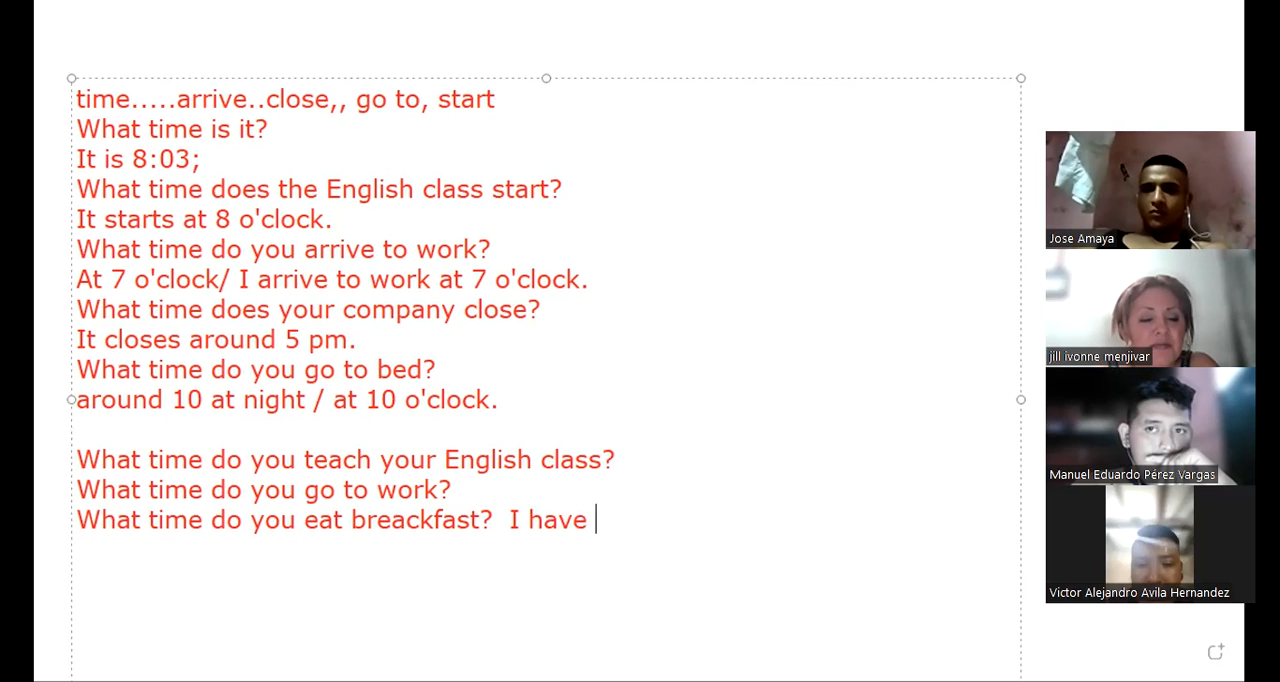 time.....arrive..close,, go to, start
What time is it?
It is 8:03;
What time does the English class start?
It starts at 8 o'clock.
What time do you arrive to work?
At 7 o'clock/ I arrive to work at 7 o'clock.
What time does your company close?
It closes around 5 pm.
What time do you go to bed?
around 10 at night / at 10 o'clock.
What time do you teach your English class?
What time do you go to work?
What time do you eat breackfast?  I have
Jose Amaya
jill ivonne menjivar
Manuel Eduardo Pérez Vargas
Victor Alejandro Avila Hernandez